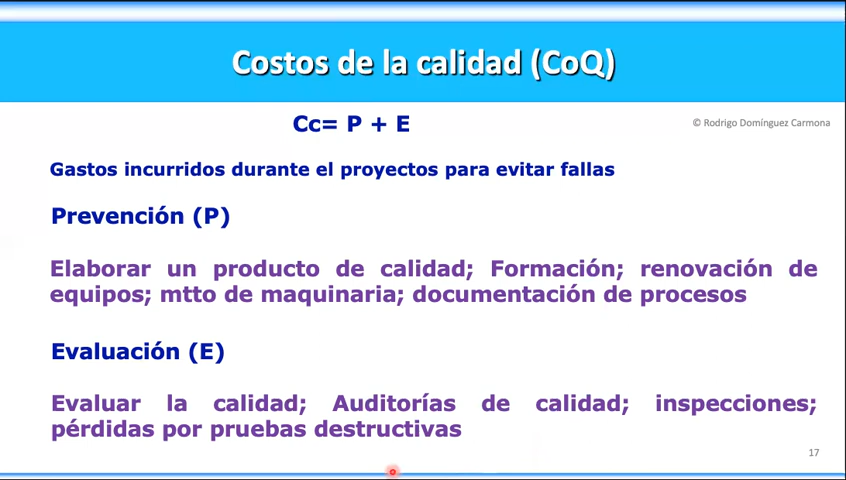 Costos de la calidad (CoQ)
Cc= P + E
© Rodrigo Domínguez Carmona
Gastos incurridos durante el proyectos para evitar fallas
Prevención (P)
Elaborar un producto de calidad; Formación; renovación de
equipos; mtto de maquinaria; documentación de procesos
Evaluación (E)
Evaluar la calidad; Auditorías de calidad; inspecciones;
pérdidas por pruebas destructivas
17